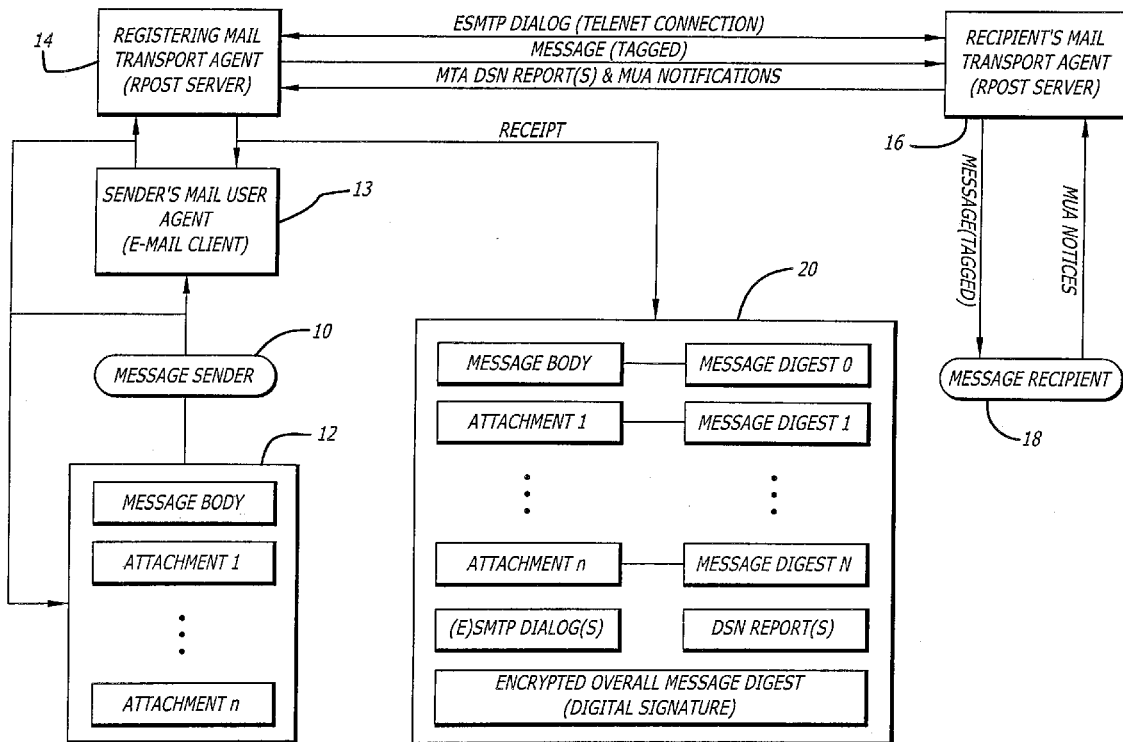 14
REGISTERING MAIL
TRANSPORT AGENT
(RPOST SERVER)
ESMTP DIALOG (TELENET CONNECTION)
MESSAGE (TAGGED)
MTA DSN REPORT(S) & MUA NOTIFICATIONS
RECIPIENT'S MAIL
TRANSPORT AGENT
(RPOST SERVER)
16
RECEIPT
SENDER'S MAIL USER
AGENT
(E-MAIL CLIENT)
13
MESSAGE(TAGGED)
MUA NOTICES
10
MESSAGE SENDER
MESSAGE RECIPIENT
18
12
MESSAGE BODY
ATTACHMENT 1
ATTACHMENT n
20
MESSAGE BODY
MESSAGE DIGEST 0
ATTACHMENT 1
MESSAGE DIGEST 1
ATTACHMENT n
MESSAGE DIGEST N
(E)SMTP DIALOG(S)
DSN REPORT(S)
ENCRYPTED OVERALL MESSAGE DIGEST
(DIGITAL SIGNATURE)